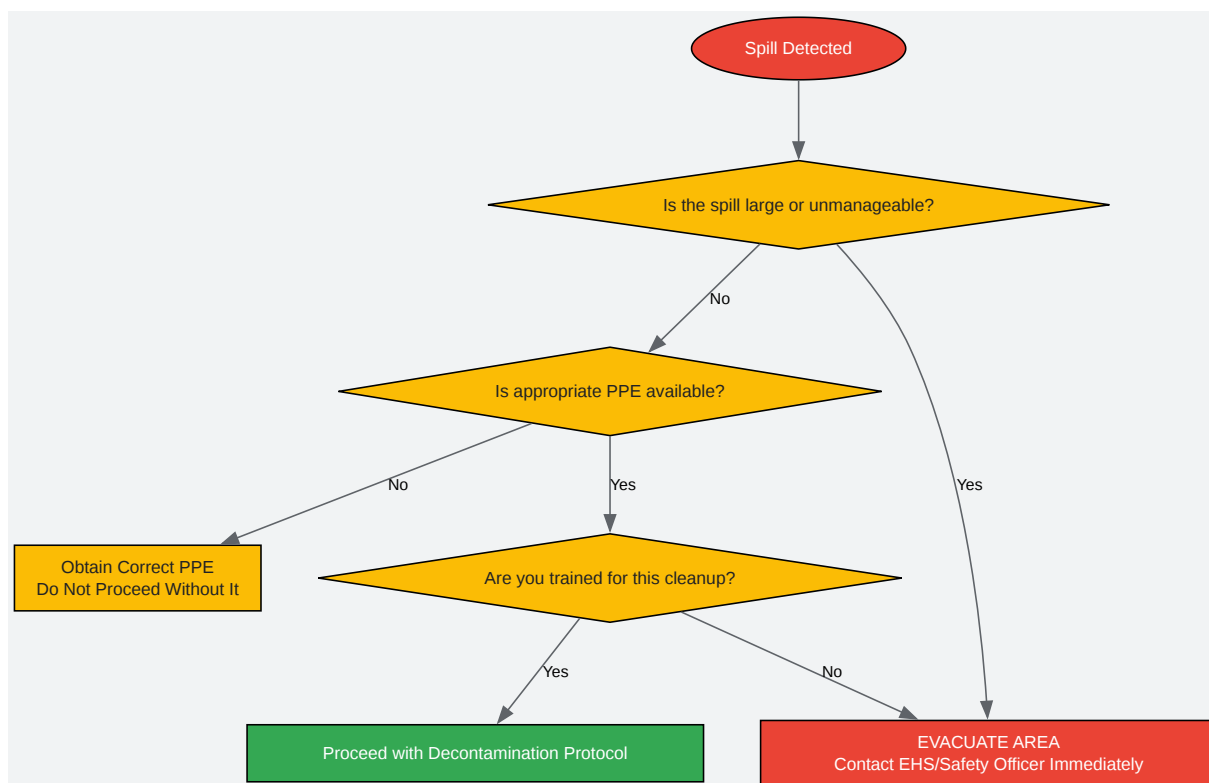 Spill Detected
Is the spill large or unmanageable?
No
Is appropriate PPE available?
No
Yes
Yes
Obtain Correct PPE
Do Not Proceed Without It
Are you trained for this cleanup?
Yes
No
Proceed with Decontamination Protocol
EVACUATE AREA
Contact EHS/Safety Officer Immediately